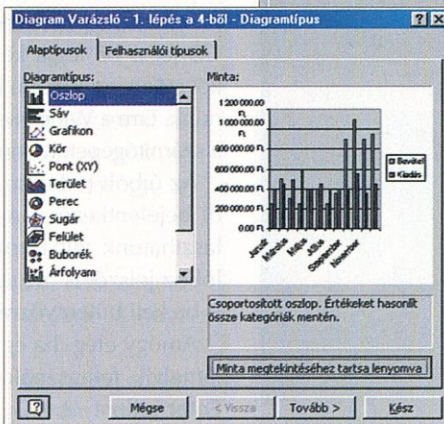 Diagram Varázsló - 1. lépés a 4-ből - Diagramtípus
Alaptípusok
Felhasználói típusok
Diagramtípus:
Oszlop
Sáv
Grafikon
Kör
Pont (XY)
Terület
Perec
Sugár
Felület
Buborék
Árfolyam
Minta:
1 200 000.00
Ft
1 000 000.00
Ft
800 000.00 Ft
600 000.00 Ft
400 000.00 Ft
200 000.00 Ft
0.00 Ft
Január
Március
Május
Július
Szeptember
November
Bevétel
Kiadás
Csoportosított oszlop. Értékeket hasonlít
össze kategóriák mentén.
Minta megtekintéséhez tartsa lenyomva
Mégse
< Vissza
Tovább >
Kész